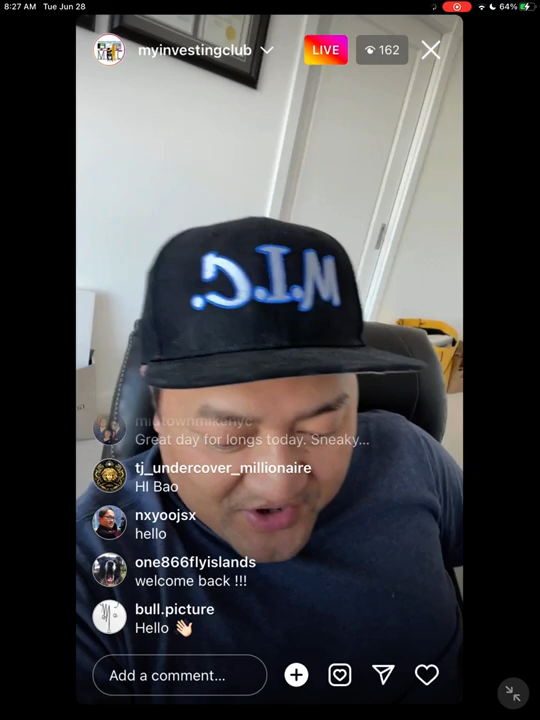 8:27 AM Tue Jun 28
64%
myinvestingclub
LIVE
162
M.I.C.
midtownmikenyc
Great day for longs today. Sneaky...
tj_undercover_millionaire
HI Bao
nxyoojsx
hello
one866flyislands
welcome back !!!
bull.picture
Hello 👋🏻
Add a comment...